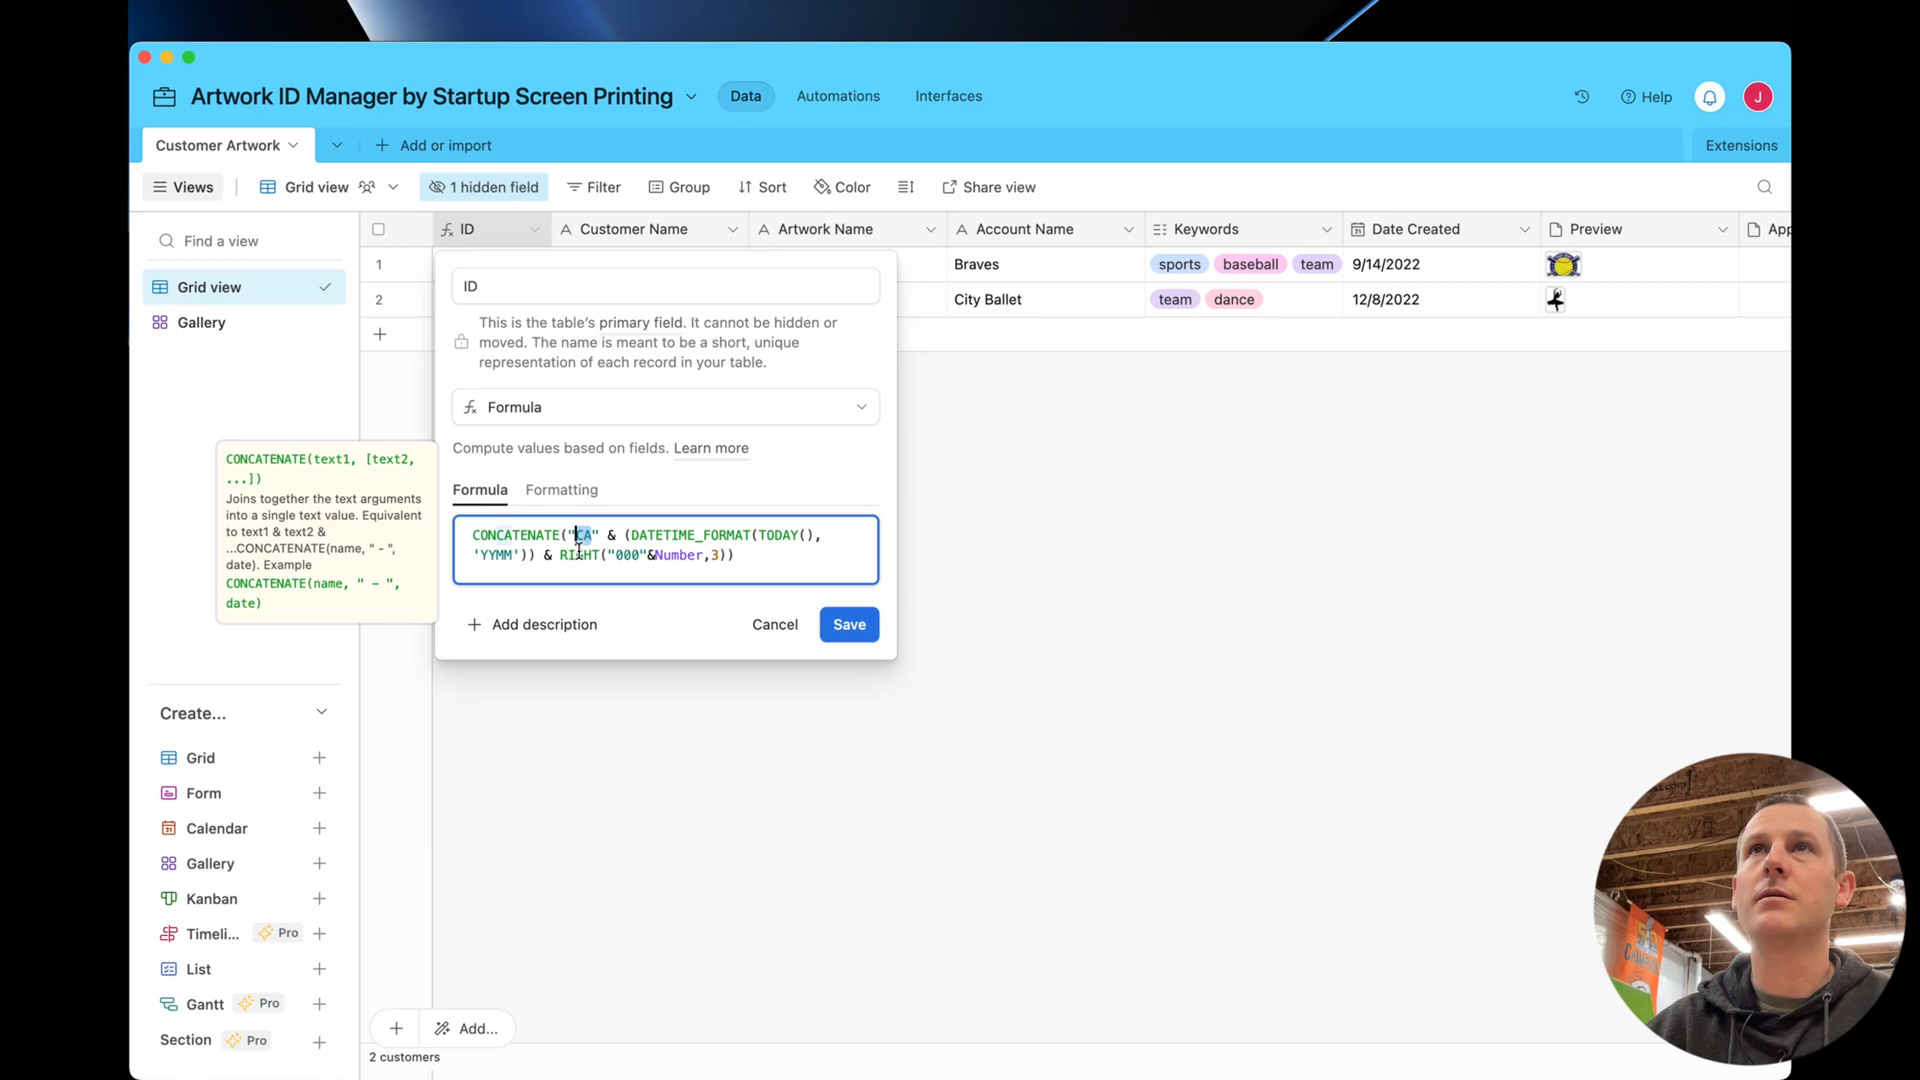 Artwork ID Manager by Startup Screen Printing
Data
Automations
Interfaces
Help
J
Customer Artwork
Add or import
Extensions
Views
Grid view
1 hidden field
Filter
Group
Sort
Color
Share view
Find a view
Grid view
Gallery
ID
Customer Name
Artwork Name
Account Name
Keywords
Date Created
Preview
App
1
Braves
sports
baseball
team
9/14/2022
2
City Ballet
team
dance
12/8/2022
ID
This is the table's primary field. It cannot be hidden or
moved. The name is meant to be a short, unique
representation of each record in your table.
Formula
Compute values based on fields. Learn more
Formula
Formatting
CONCATENATE("CA" & (DATETIME_FORMAT(TODAY(),
'YYMM')) & RIGHT("000"&Number,3))
Add description
Cancel
Save
CONCATENATE(text1, [text2,
...])
Joins together the text arguments
into a single text value. Equivalent
to text1 & text2 &
...CONCATENATE(name, " - ",
date). Example
CONCATENATE(name, " - ",
date)
Create...
Grid
Form
Calendar
Gallery
Kanban
Timeli...
Pro
List
Gantt
Pro
Section
Pro
Add...
2 customers